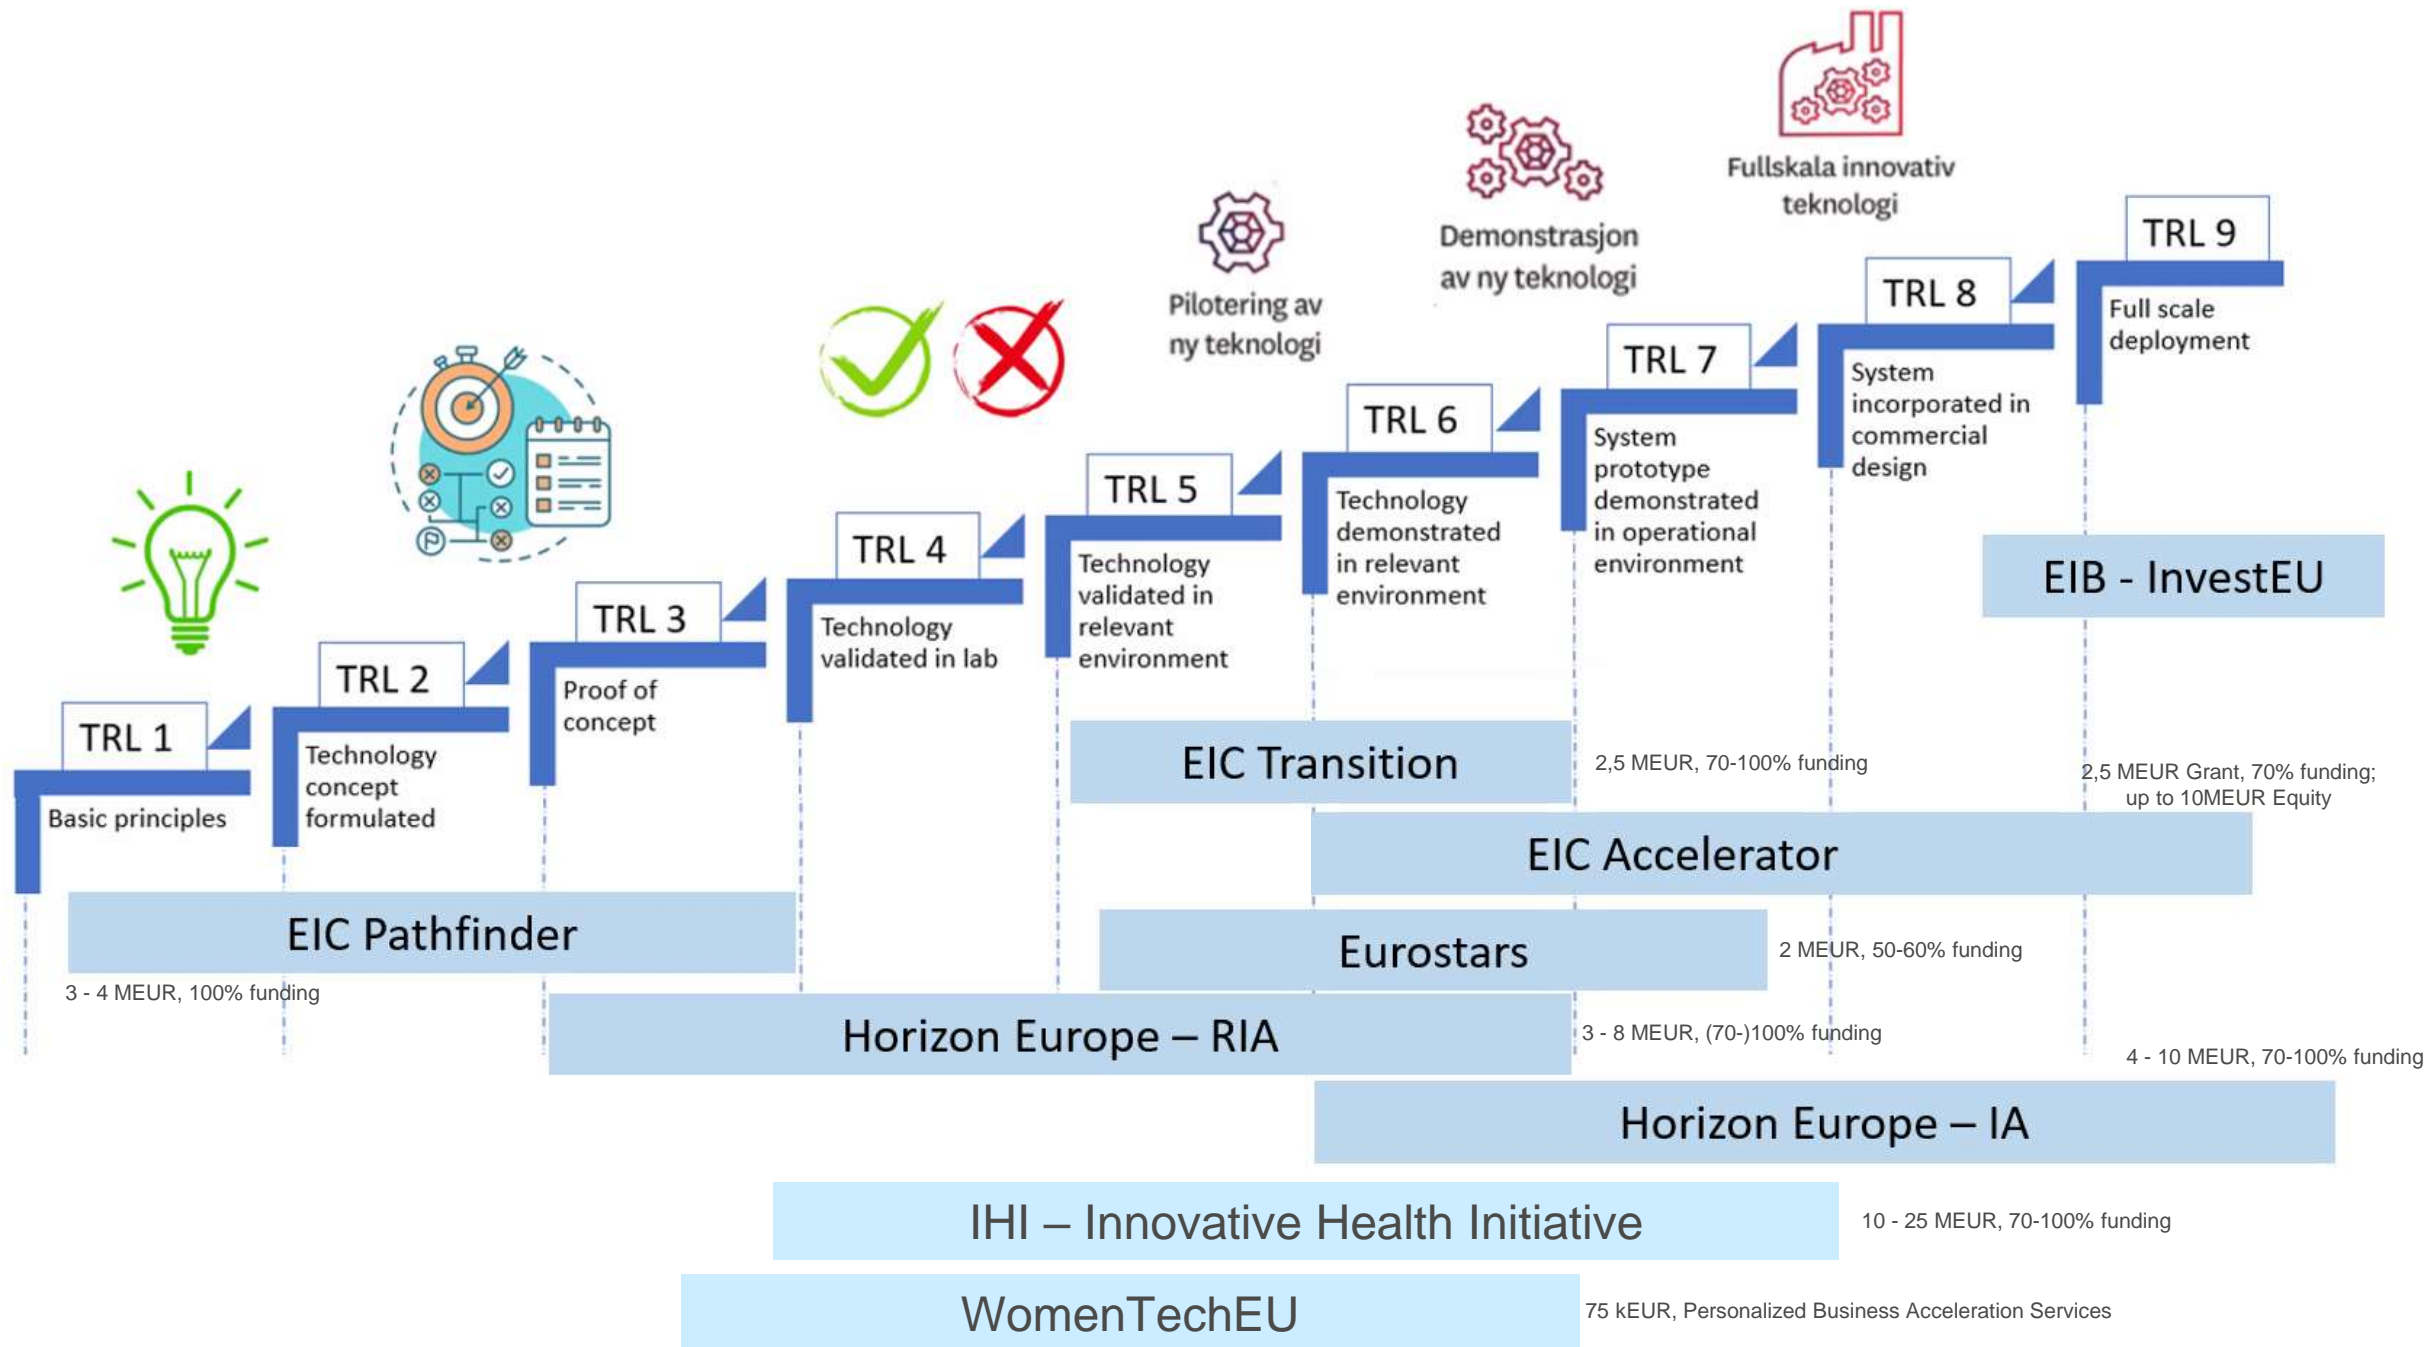 Fullskala innovativ
teknologi
Demonstrasjon
av ny teknologi
Pilotering av
ny teknologi
TRL 1
Basic principles
TRL 2
Technology
concept
formulated
TRL 3
Proof of
concept
TRL 4
Technology
validated in lab
TRL 5
Technology
validated in
relevant
environment
TRL 6
Technology
demonstrated
in relevant
environment
TRL 7
System
prototype
demonstrated
in operational
environment
TRL 8
System
incorporated in
commercial
design
TRL 9
Full scale
deployment
EIB - InvestEU
EIC Transition
2,5 MEUR, 70-100% funding
2,5 MEUR Grant, 70% funding;
up to 10MEUR Equity
EIC Accelerator
EIC Pathfinder
3 - 4 MEUR, 100% funding
Eurostars
2 MEUR, 50-60% funding
Horizon Europe – RIA
3 - 8 MEUR, (70-)100% funding
4 - 10 MEUR, 70-100% funding
Horizon Europe – IA
IHI – Innovative Health Initiative
10 - 25 MEUR, 70-100% funding
WomenTechEU
75 kEUR, Personalized Business Acceleration Services